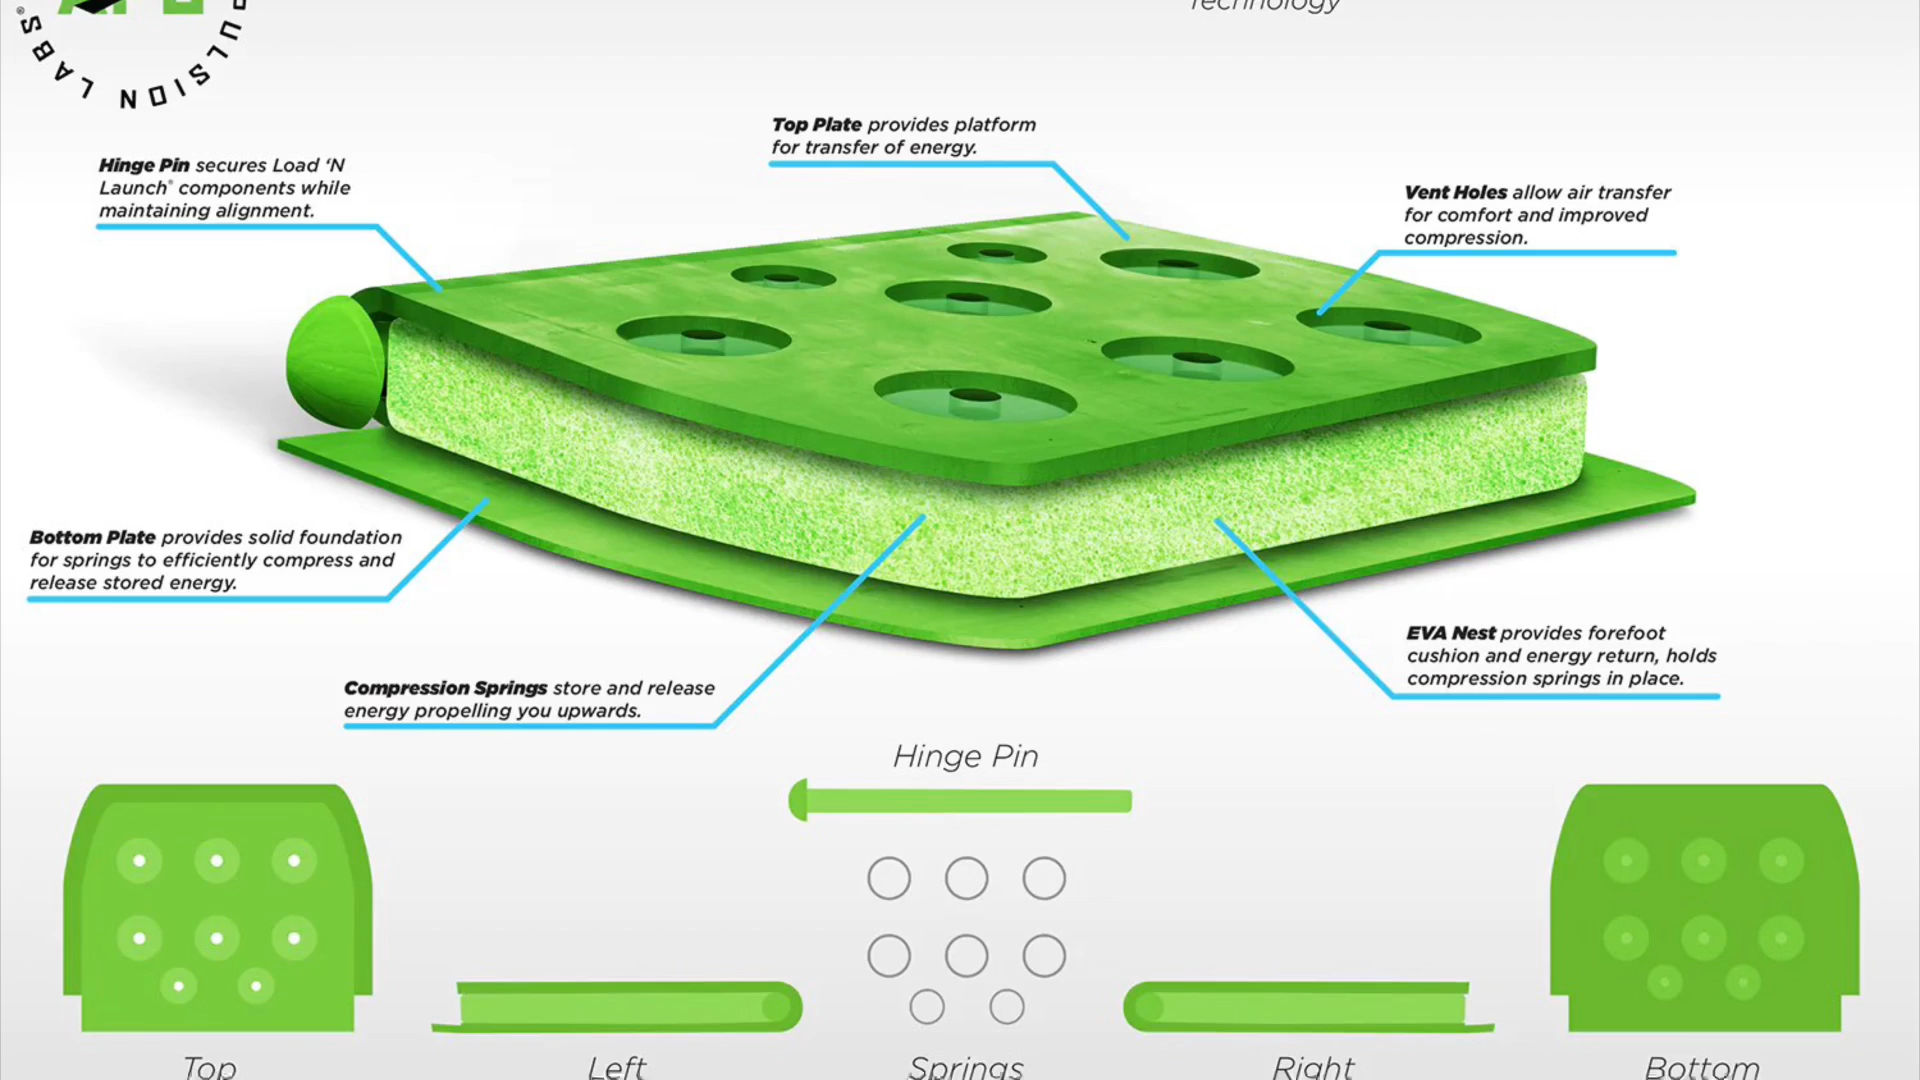 PULSION LABS®
Technology
Top Plate provides platform
for transfer of energy.
Hinge Pin secures Load ‘N
Launch® components while
maintaining alignment.
Vent Holes allow air transfer
for comfort and improved
compression.
Bottom Plate provides solid foundation
for springs to efficiently compress and
release stored energy.
EVA Nest provides forefoot
cushion and energy return, holds
compression springs in place.
Compression Springs store and release
energy propelling you upwards.
Hinge Pin
Top
Left
Springs
Right
Bottom